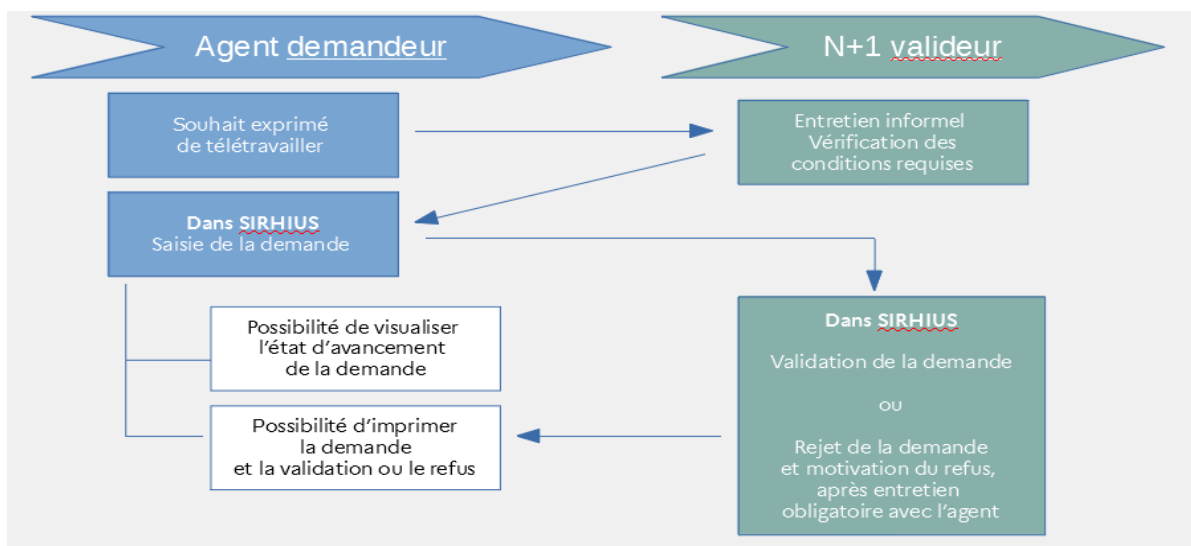 Agent demandeur
N+1 valideur
Souhait exprimé
de télétravailler
Entretien informel
Vérification des
conditions requises
Dans SIRHIUS
Saisie de la demande
Possibilité de visualiser
l'état d'avancement
de la demande
Possibilité d'imprimer
la demande
et la validation ou le refus
Dans SIRHIUS
Validation de la demande
ou
Rejet de la demande
et motivation du refus,
après entretien
obligatoire avec l'agent